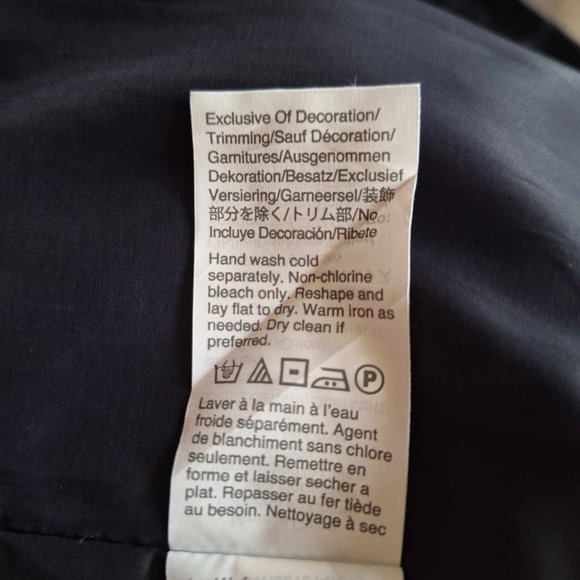 Exclusive Of Decoration/
Trimming/Sauf Décoration/
Garnitures/Ausgenommen
Dekoration/Besatz/Exclusief
Versiering/Garneersel/装飾
部分を除く/トリム部/No
Incluye Decoración/Ribete
Hand wash cold
separately. Non-chlorine
bleach only. Reshape and
lay flat to dry. Warm iron as
needed. Dry clean if
preferred.
P
Laver à la main à l'eau
froide séparément. Agent
de blanchiment sans chlore
seulement. Remettre en
forme et laisser secher a
plat. Repasser au fer tiède
au besoin. Nettoyage à sec